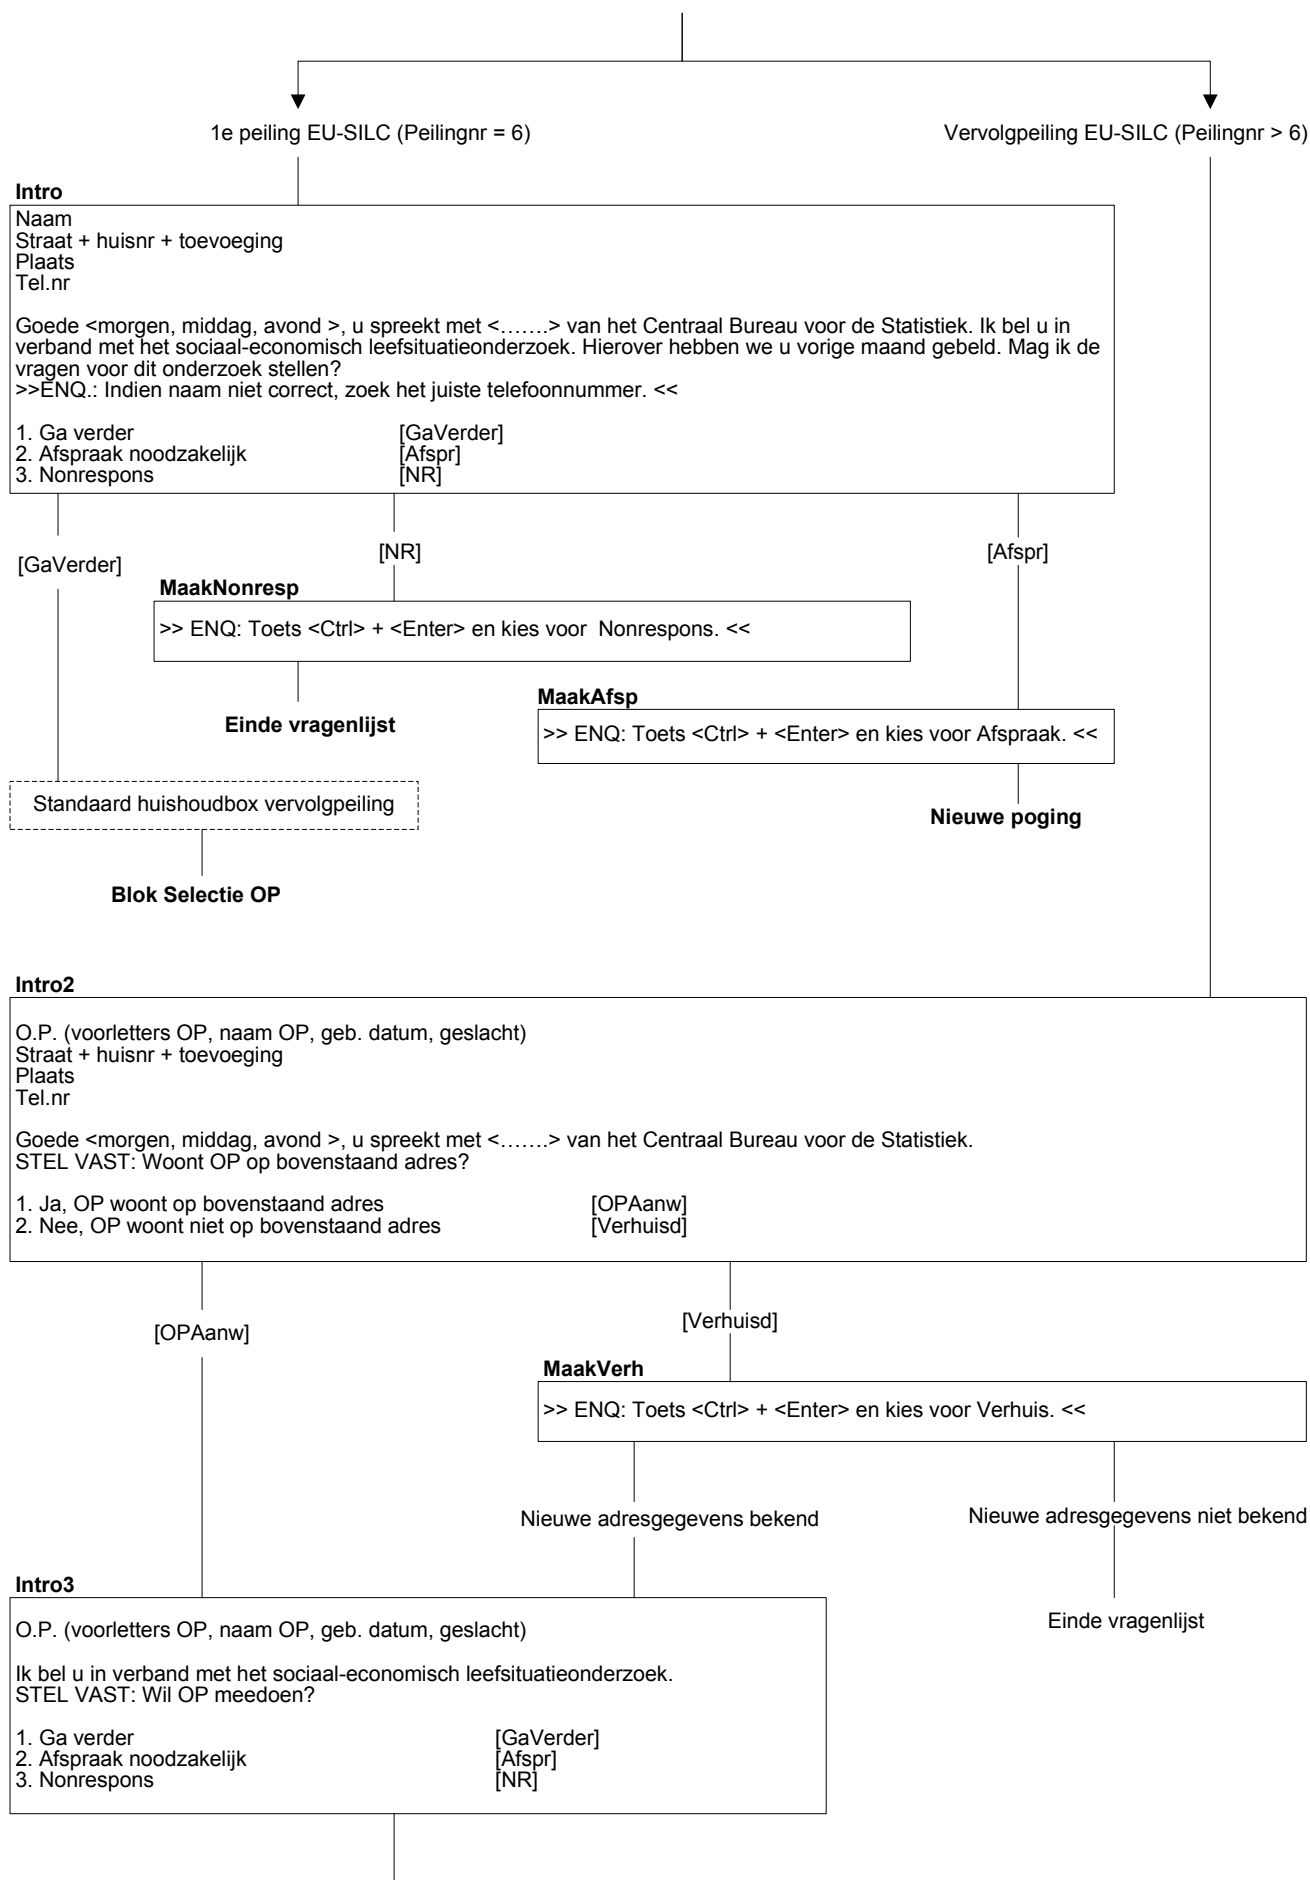 1e peiling EU-SILC (Peilingnr = 6)
Vervolgpeiling EU-SILC (Peilingnr > 6)
Intro
Naam
Straat + huisnr + toevoeging
Plaats
Tel.nr
Goede <morgen, middag, avond >, u spreekt met <…….> van het Centraal Bureau voor de Statistiek. Ik bel u in
verband met het sociaal-economisch leefsituatieonderzoek. Hierover hebben we u vorige maand gebeld. Mag ik de
vragen voor dit onderzoek stellen?
>>ENQ.: Indien naam niet correct, zoek het juiste telefoonnummer. <<
1. Ga verder [GaVerder]
2. Afspraak noodzakelijk [Afspr]
3. Nonrespons [NR]
[GaVerder]
[NR]
[Afspr]
MaakNonresp
>> ENQ: Toets <Ctrl> + <Enter> en kies voor  Nonrespons. <<
Einde vragenlijst
MaakAfsp
>> ENQ: Toets <Ctrl> + <Enter> en kies voor Afspraak. <<
Nieuwe poging
Standaard huishoudbox vervolgpeiling
Blok Selectie OP
Intro2
O.P. (voorletters OP, naam OP, geb. datum, geslacht)
Straat + huisnr + toevoeging
Plaats
Tel.nr
Goede <morgen, middag, avond >, u spreekt met <…….> van het Centraal Bureau voor de Statistiek.
STEL VAST: Woont OP op bovenstaand adres?
1. Ja, OP woont op bovenstaand adres [OPAanw]
2. Nee, OP woont niet op bovenstaand adres [Verhuisd]
[OPAanw]
[Verhuisd]
MaakVerh
>> ENQ: Toets <Ctrl> + <Enter> en kies voor Verhuis. <<
Nieuwe adresgegevens bekend
Nieuwe adresgegevens niet bekend
Einde vragenlijst
Intro3
O.P. (voorletters OP, naam OP, geb. datum, geslacht)
Ik bel u in verband met het sociaal-economisch leefsituatieonderzoek.
STEL VAST: Wil OP meedoen?
1. Ga verder [GaVerder]
2. Afspraak noodzakelijk [Afspr]
3. Nonrespons [NR]